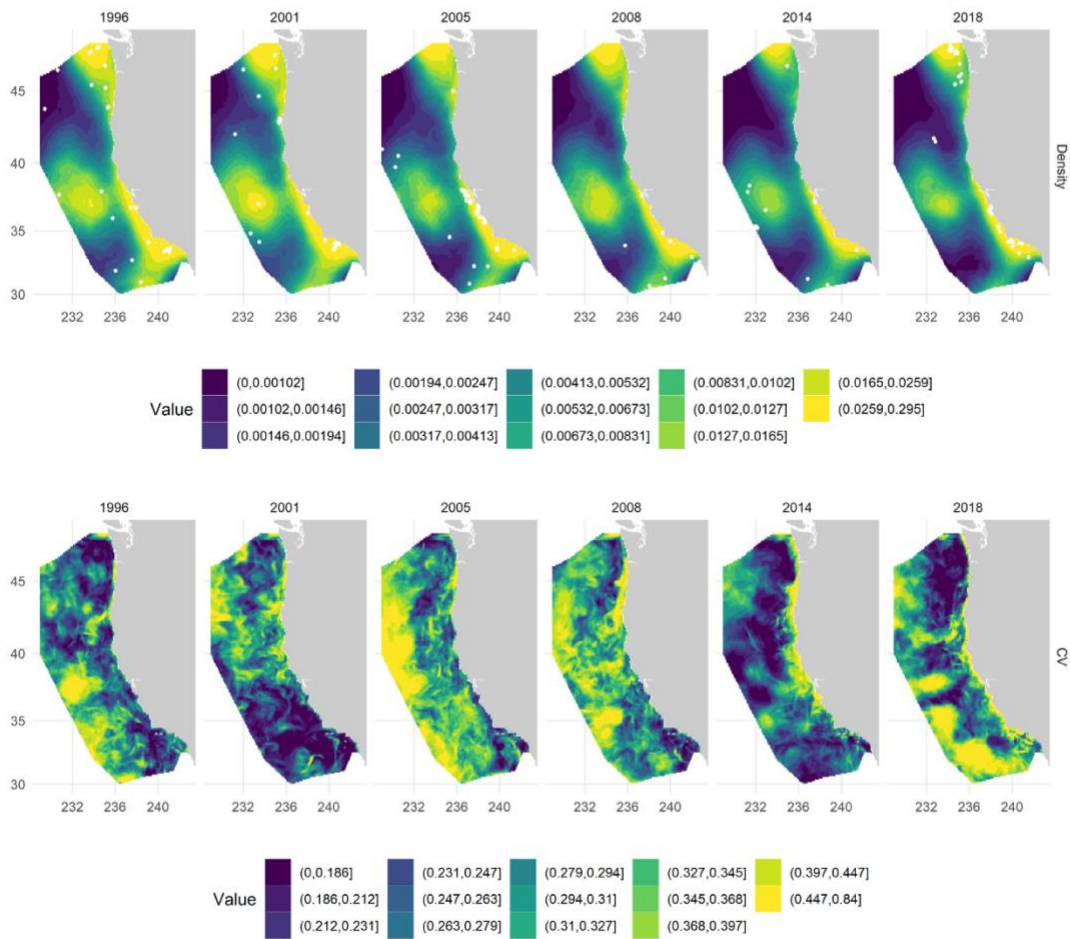 1996 2001 2005 2008 2014 2018
45
40
35
30
Density
232 236 240 232 236 240 232 236 240 232 236 240 232 236 240 232 236 240
Value
(0,0.00102] (0.00194,0.00247] (0.00413,0.00532] (0.00831,0.0102] (0.0165,0.0259]
(0.00102,0.00146] (0.00247,0.00317] (0.00532,0.00673] (0.0102,0.0127] (0.0259,0.295]
(0.00146,0.00194] (0.00317,0.00413] (0.00673,0.00831] (0.0127,0.0165]
1996 2001 2005 2008 2014 2018
45
40
35
30
CV
232 236 240 232 236 240 232 236 240 232 236 240 232 236 240 232 236 240
Value
(0,0.186] (0.231,0.247] (0.279,0.294] (0.327,0.345] (0.397,0.447]
(0.186,0.212] (0.247,0.263] (0.294,0.31] (0.345,0.368] (0.447,0.84]
(0.212,0.231] (0.263,0.279] (0.31,0.327] (0.368,0.397]